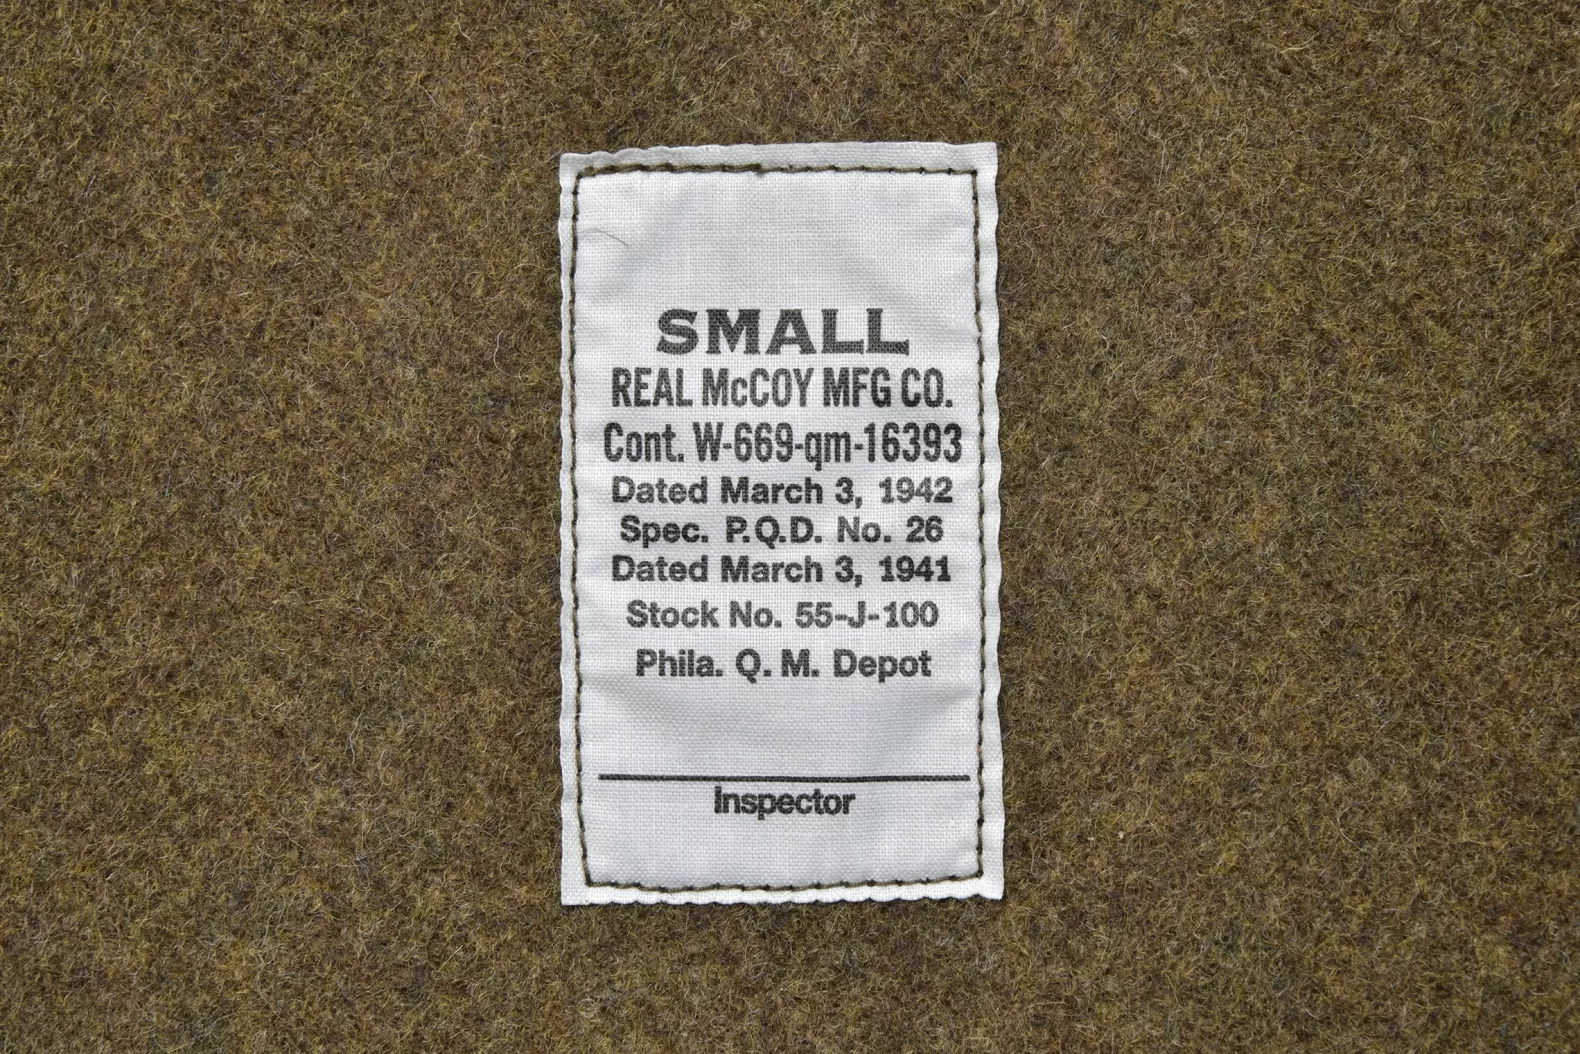 SMALL
REAL McCOY MFG CO.
Cont. W-669-qm-16393
Dated March 3, 1942
Spec. P.Q.D. No. 26
Dated March 3, 1941
Stock No. 55-J-100
Phila. Q. M. Depot
Inspector